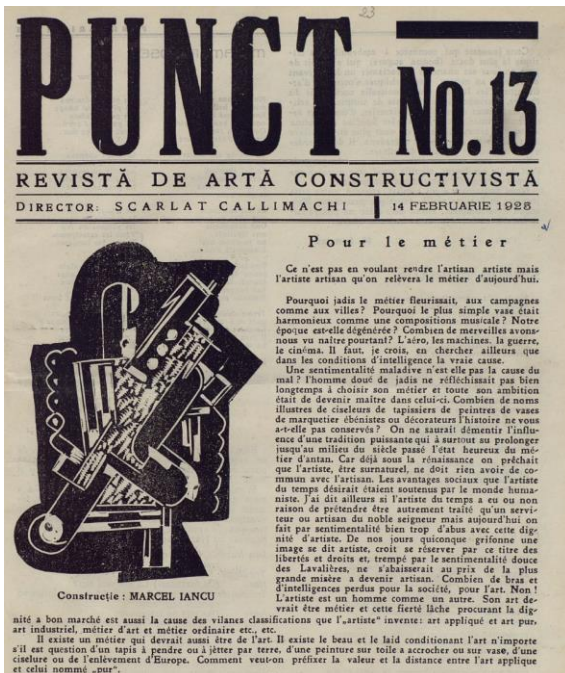 23
PUNCT No.13
REVISTĂ DE ARTĂ CONSTRUCTIVISTĂ
DIRECTOR: SCARLAT CALLIMACHI 14 FEBRUARIE 1925
Pour le métier
Ce n'est pas en voulant rendre l'artisan artiste mais
l'artiste artisan qu'on relèvera le métier d'aujourd'hui.
Pourquoi jadis le métier fleurissait, aux campagnes
comme aux villes? Pourquoi le plus simple vase était
harmonieux comme une compositions musicale? Notre
époque est-elle dégénérée? Combien de merveilles avons-
nous vu naître pourtant? L'aéro, les machines. la guerre,
le cinéma. Il faut, je crois, en chercher ailleurs que
dans les conditions d'intelligence la vraie cause.
Une sentimentalité maladive n'est elle pas la cause du
mal? l'homme doué de jadis ne réfléchissait pas bien
longtemps à choisir son métier et toute son ambition
était de devenir maître dans celui-ci. Combien de noms
illustres de ciseleurs de tapissiers de peintres de vases
de marquetier ébénistes ou décorateurs l'histoire ne vous
a-t-elle pas conservés? On ne saurait démentir l'influ-
ence d'une tradition puissante qui à surtout su prolonger
jusqu'au milieu du siècle passé l'état heureux du mé-
tier d'antan. Car déjà sous la rénaissance on prêchait
que l'artiste, être surnaturel, ne doit rien avoir de co-
mmun avec l'artisan. Les avantages sociaux que l'artiste
du temps désirait étaient soutenus par le monde huma-
niste. J'ai dit ailleurs si l'artiste du temps a eu ou non
raison de prétendre être autrement traîté qu'un servi-
teur ou artisan du noble seigneur mais aujourd'hui on
fait par sentimentalité bien trop d'abus avec cette dig-
nité d'artiste. De nos jours quiconque grifonne une
image se dit artiste, croit se réserver par ce titre des
libertés et droits et, trempé par le sentimentalité douce
des Lavalières, ne s'abaisserait au prix de la plus
grande misère a devenir artisan. Combien de bras et
d'intelligences perdus pour la société, pour l'art. Non!
L'artiste est un homme comme un autre. Son art de-
vrait être métier et cette fierté lâche procurant la dig-
Construcție: MARCEL IANCU
nité a bon marché est aussi la cause des vilanes classifications que l'„artiste" invente: art appliqué et art pur,
art industriel, métier d'art et métier ordinaire etc., etc.
Il existe un métier qui devrait aussi être de l'art. Il existe le beau et le laid conditionant l'art n'importe
s'il est question d'un tapis à pendre ou à jêtter par terre, d'une peinture sur toile a accrocher ou sur vase, d'une
ciselure ou de l'enlèvement d'Europe. Comment veut-on préfixer la valeur et la distance entre l'art applique
et celui nommé „pur".